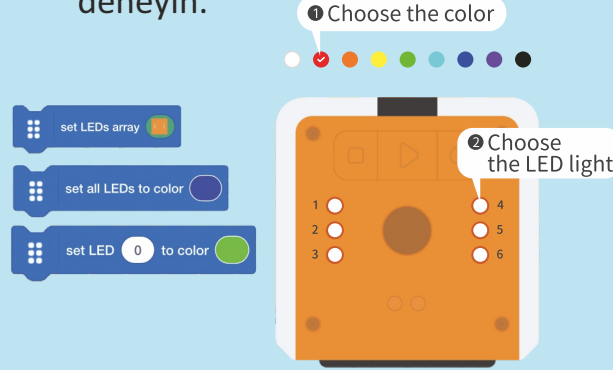 deneyin.
❶ Choose the color
set LEDs array
set all LEDs to color
set LED 0 to color
❷ Choose
the LED light
1
2
3
4
5
6